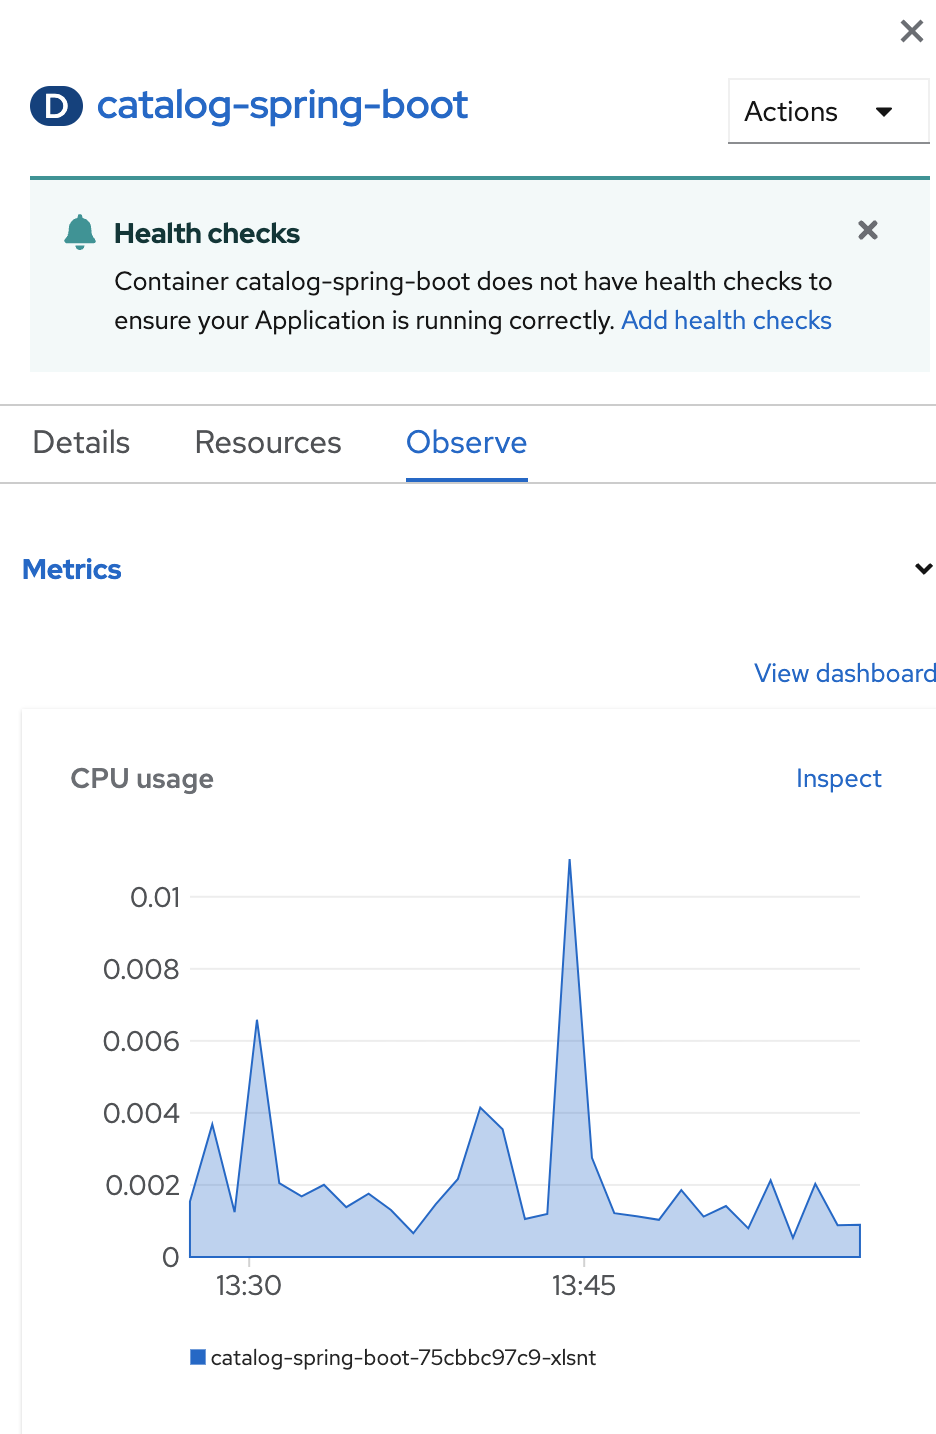 D catalog-spring-boot
Actions
Health checks
Container catalog-spring-boot does not have health checks to
ensure your Application is running correctly. Add health checks
Details Resources Observe
Metrics
View dashboard
CPU usage Inspect
0.01
0.008
0.006
0.004
0.002
0
13:30 13:45
catalog-spring-boot-75cbbc97c9-xlsnt